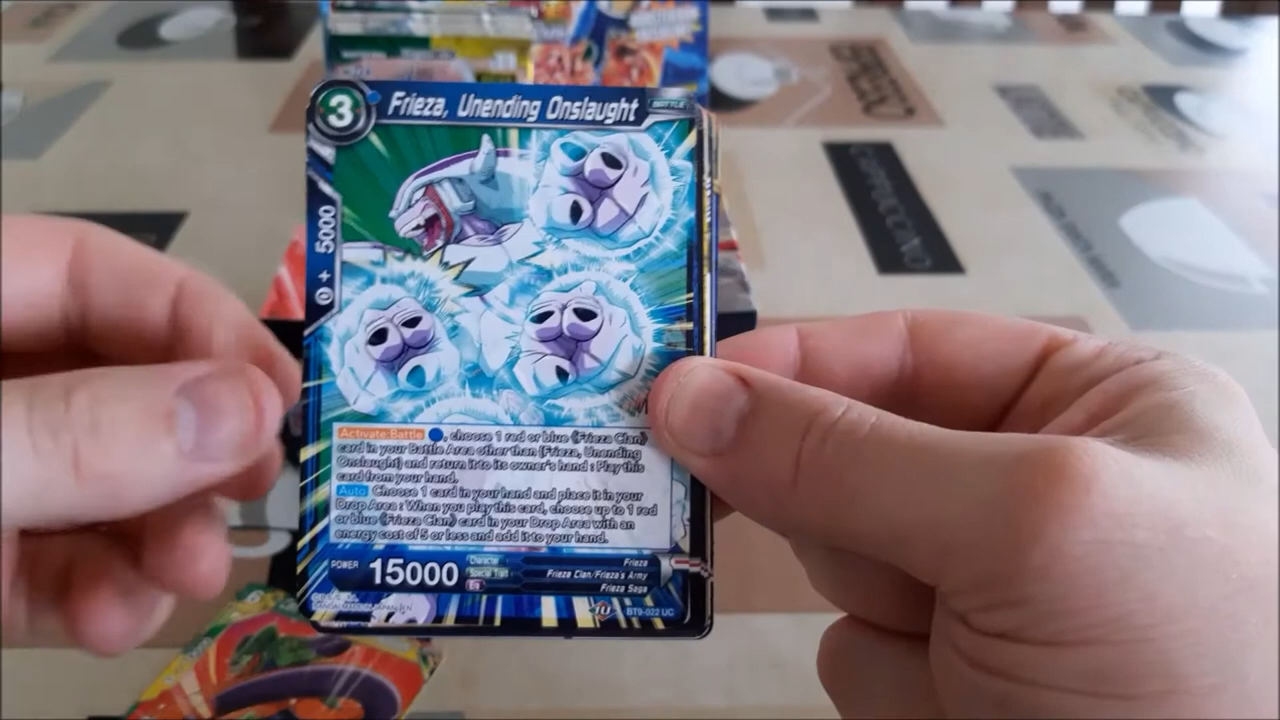 3
Frieza, Unending Onslaught
BATTLE
0 + 5000
Activate:Battle , choose 1 red or blue 《Frieza Clan》
card in your Battle Area other than {Frieza, Unending
Onslaught} and return it to its owner's hand : Play this
card from your hand.
Auto Choose 1 card in your hand and place it in your
Drop Area : When you play this card, choose up to 1 red
or blue 《Frieza Clan》 card in your Drop Area with an
energy cost of 5 or less and add it to your hand.
POWER 15000
Character Frieza
Special Trait Frieza Clan/Frieza's Army
Era Frieza Saga
BT9-022 UC
CAPPUCCINO